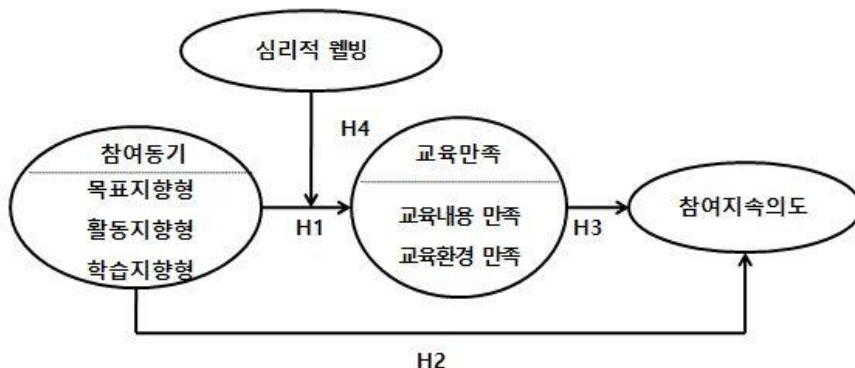 심리적 웰빙
H4
참여동기
목표지향형
활동지향형
학습지향형
H1
교육만족
교육내용 만족
교육환경 만족
H3
참여지속의도
H2